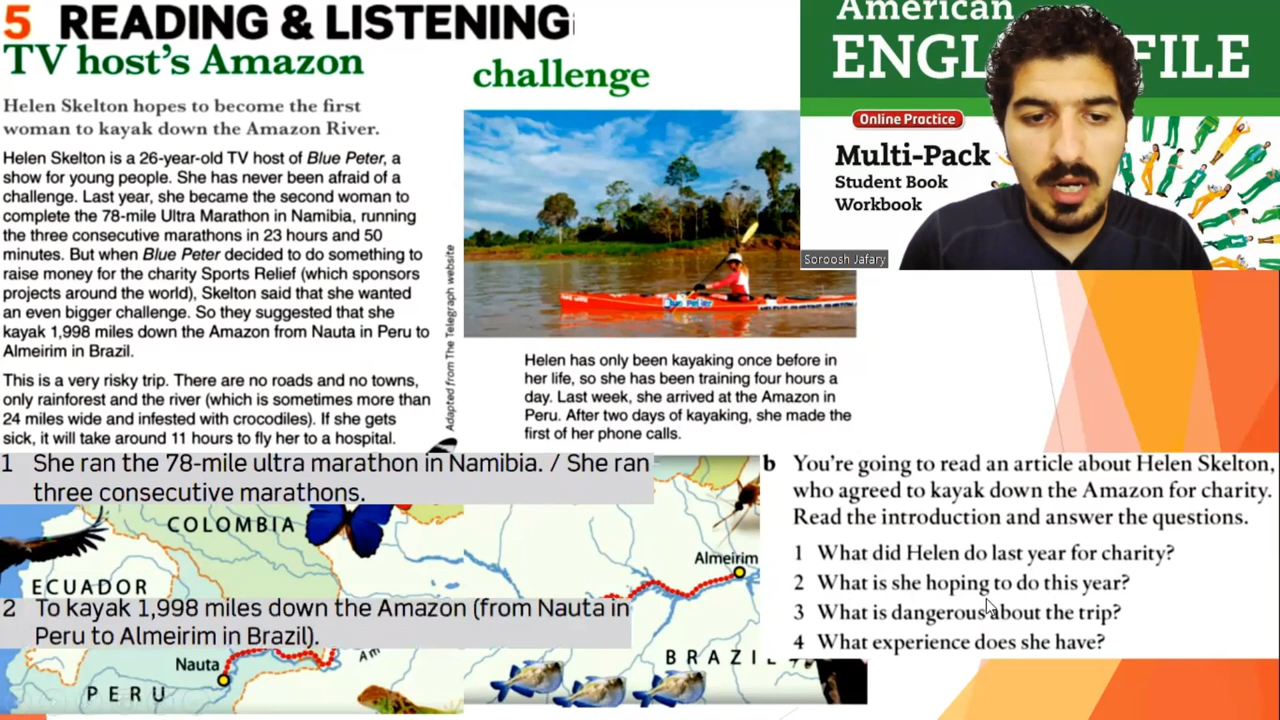 5 READING & LISTENING
TV host's Amazon
challenge
Helen Skelton hopes to become the first
woman to kayak down the Amazon River.
Helen Skelton is a 26-year-old TV host of Blue Peter, a
show for young people. She has never been afraid of a
challenge. Last year, she became the second woman to
complete the 78-mile Ultra Marathon in Namibia, running
the three consecutive marathons in 23 hours and 50
minutes. But when Blue Peter decided to do something to
raise money for the charity Sports Relief (which sponsors
projects around the world), Skelton said that she wanted
an even bigger challenge. So they suggested that she
kayak 1,998 miles down the Amazon from Nauta in Peru to
Almeirim in Brazil.
This is a very risky trip. There are no roads and no towns,
only rainforest and the river (which is sometimes more than
24 miles wide and infested with crocodiles). If she gets
sick, it will take around 11 hours to fly her to a hospital.
Adapted from The Telegraph website
Blue Peter
Helen has only been kayaking once before in
her life, so she has been training four hours a
day. Last week, she arrived at the Amazon in
Peru. After two days of kayaking, she made the
first of her phone calls.
American
ENGL FILE
Online Practice
Multi-Pack
Student Book
Workbook
Soroosh Jafary
1 She ran the 78-mile ultra marathon in Namibia. / She ran
three consecutive marathons.
COLOMBIA
ECUADOR
Almeirim
2 To kayak 1,998 miles down the Amazon (from Nauta in
Peru to Almeirim in Brazil).
Nauta
Am
BRAZIL
PERU
b You're going to read an article about Helen Skelton,
who agreed to kayak down the Amazon for charity.
Read the introduction and answer the questions.
1 What did Helen do last year for charity?
2 What is she hoping to do this year?
3 What is dangerous about the trip?
4 What experience does she have?